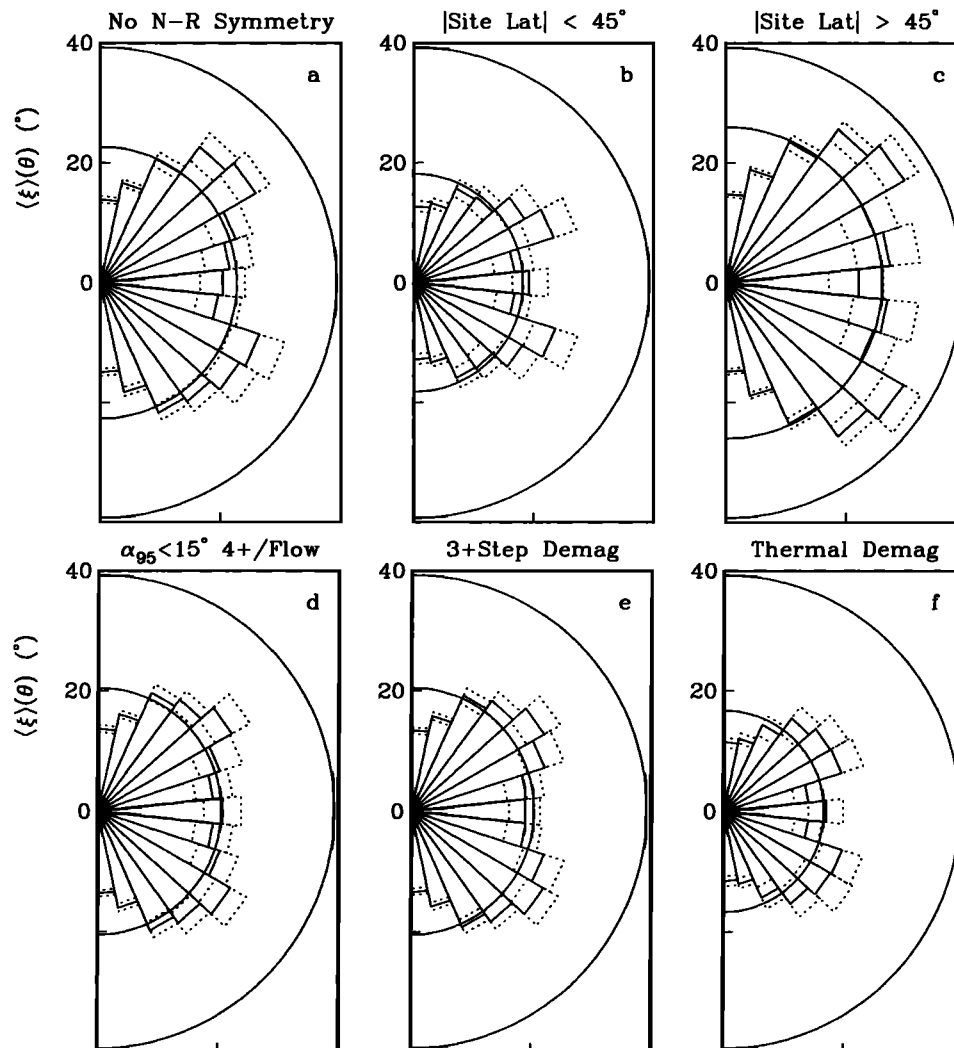 No N-R Symmetry
|Site Lat| < 45°
|Site Lat| > 45°
40
20
0
⟨ξ⟩(θ) (°)
a
40
20
0
b
40
20
0
c
α95<15° 4+/Flow
3+Step Demag
Thermal Demag
40
20
0
⟨ξ⟩(θ) (°)
d
40
20
0
e
40
20
0
f